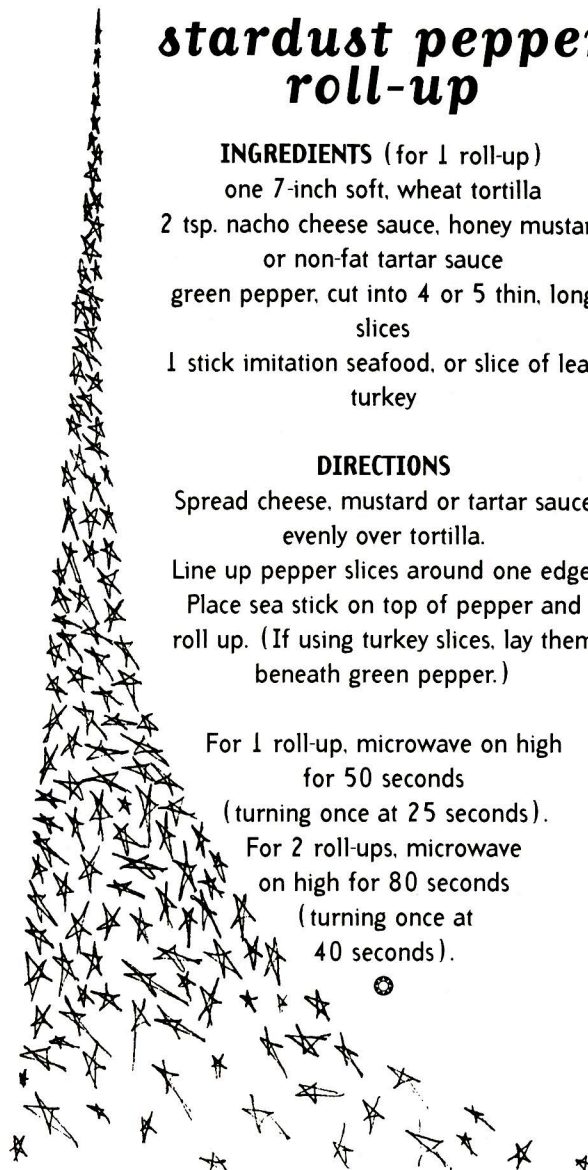 stardust peppe
roll-up
INGREDIENTS (for 1 roll-up)
one 7-inch soft, wheat tortilla
2 tsp. nacho cheese sauce, honey mustar
or non-fat tartar sauce
green pepper, cut into 4 or 5 thin, long
slices
1 stick imitation seafood, or slice of lea
turkey
DIRECTIONS
Spread cheese, mustard or tartar sauce
evenly over tortilla.
Line up pepper slices around one edge
Place sea stick on top of pepper and
roll up. (If using turkey slices, lay them
beneath green pepper.)
For 1 roll-up, microwave on high
for 50 seconds
(turning once at 25 seconds).
For 2 roll-ups, microwave
on high for 80 seconds
(turning once at
40 seconds).